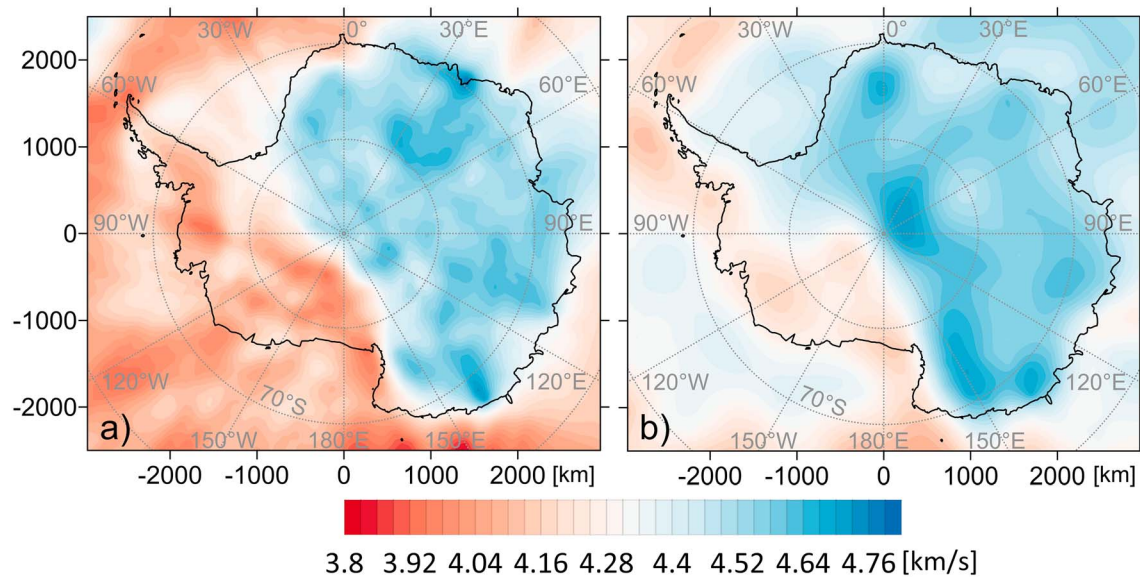 30°W 0° 30°E
60°W 60°E
90°W 90°E
120°W 120°E
150°W 180°E 150°E
70°S
2000
1000
0
-1000
-2000
a)
-2000 -1000 0 1000 2000 [km]
30°W 0° 30°E
60°W 60°E
90°W 90°E
120°W 120°E
150°W 180°E 150°E
70°S
b)
-2000 -1000 0 1000 2000 [km]
3.8 3.92 4.04 4.16 4.28 4.4 4.52 4.64 4.76 [km/s]